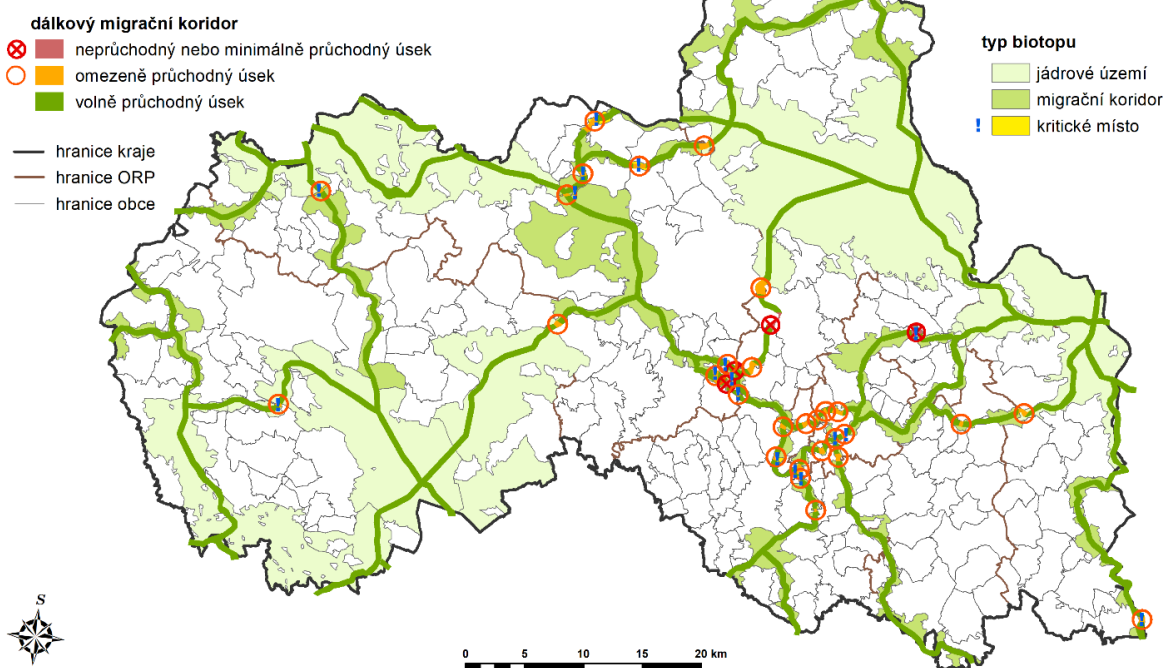 dálkový migrační koridor
neprůchodný nebo minimálně průchodný úsek
omezeně průchodný úsek
volně průchodný úsek
hranice kraje
hranice ORP
hranice obce
typ biotopu
jádrové území
migrační koridor
! kritické místo
S
0 5 10 15 20 km